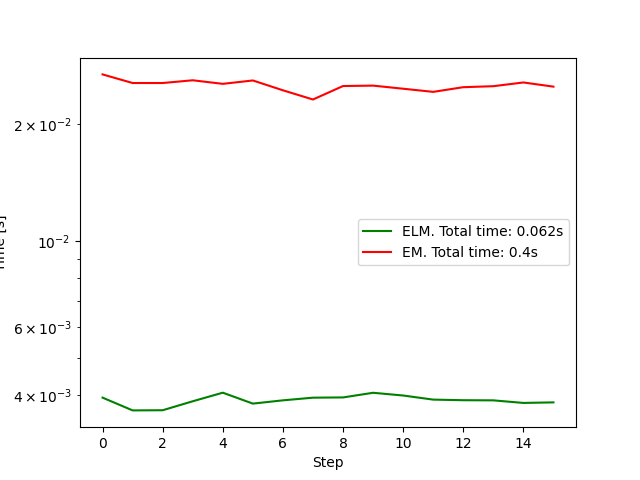 2 × 10⁻²
10⁻²
6 × 10⁻³
4 × 10⁻³
ELM. Total time: 0.062s
EM. Total time: 0.4s
0 2 4 6 8 10 12 14
Step